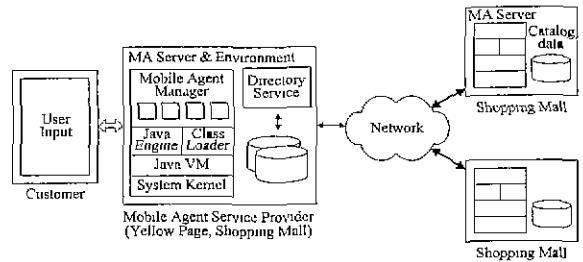 User
Input
Customer
MA Server & Environment
Mobile Agent
Manager
Java
Engine
Class
Loader
Java VM
System Kernel
Directory
Service
Mobile Agent Service Provider
(Yellow Page, Shopping Mall)
Network
MA Server
Catalog
data
Shopping Mall
Shopping Mall